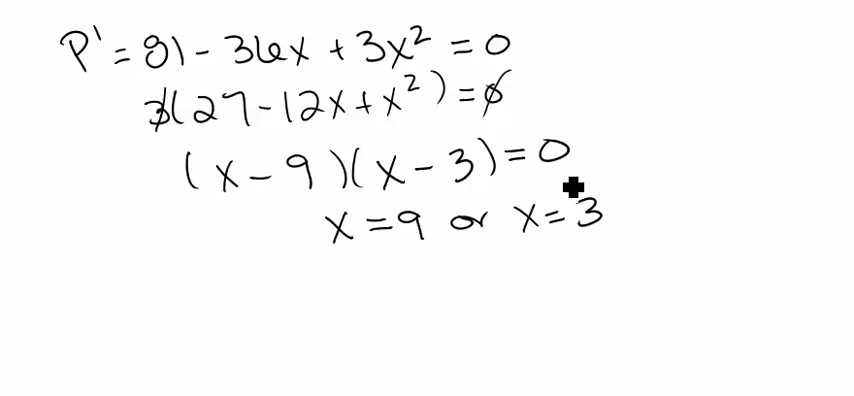 P' = 81 - 36x + 3x² = 0
3(27 - 12x + x²) = 0
(x - 9)(x - 3) = 0
x = 9 or x = 3